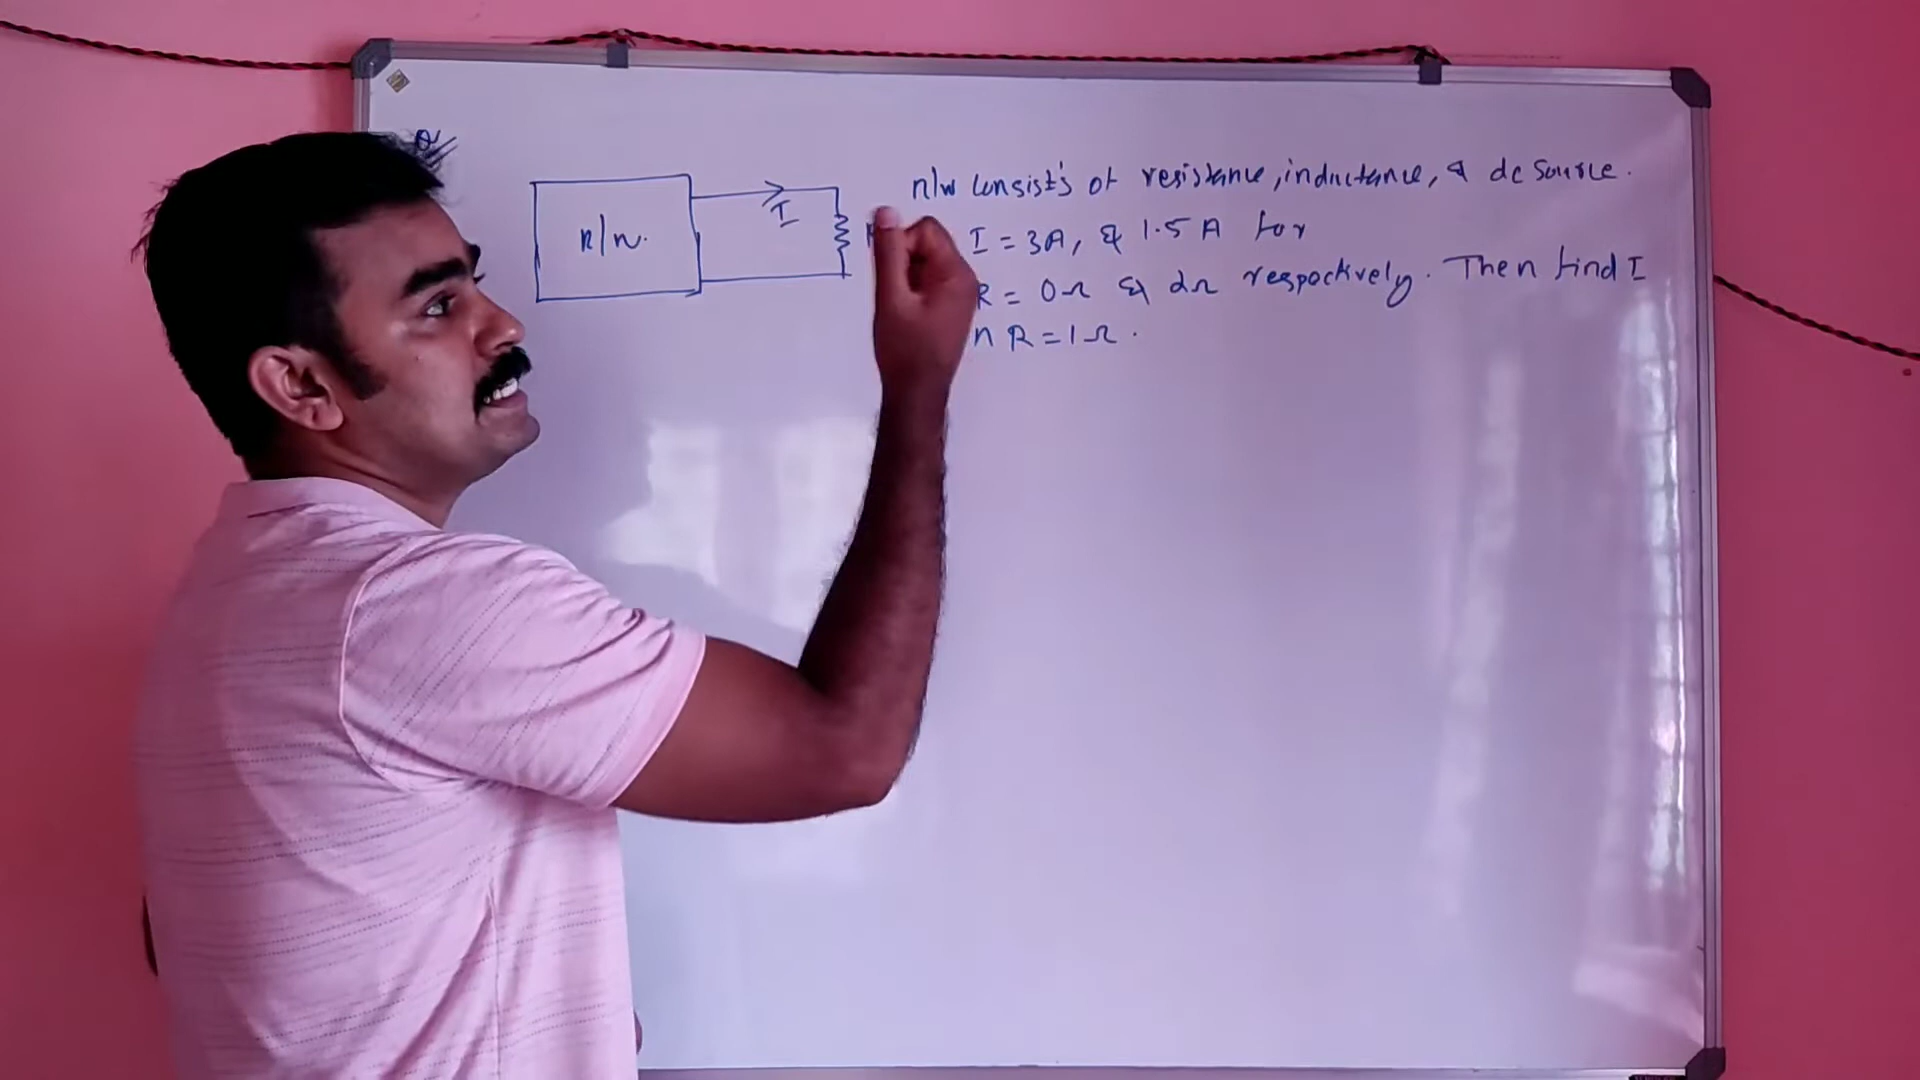 Q
n/w
I
n/w consists of resistance, inductance, & dc source.
I = 3A, & 1.5 A for
R = 0Ω & 2Ω respectively. Then find I
R = 1Ω.